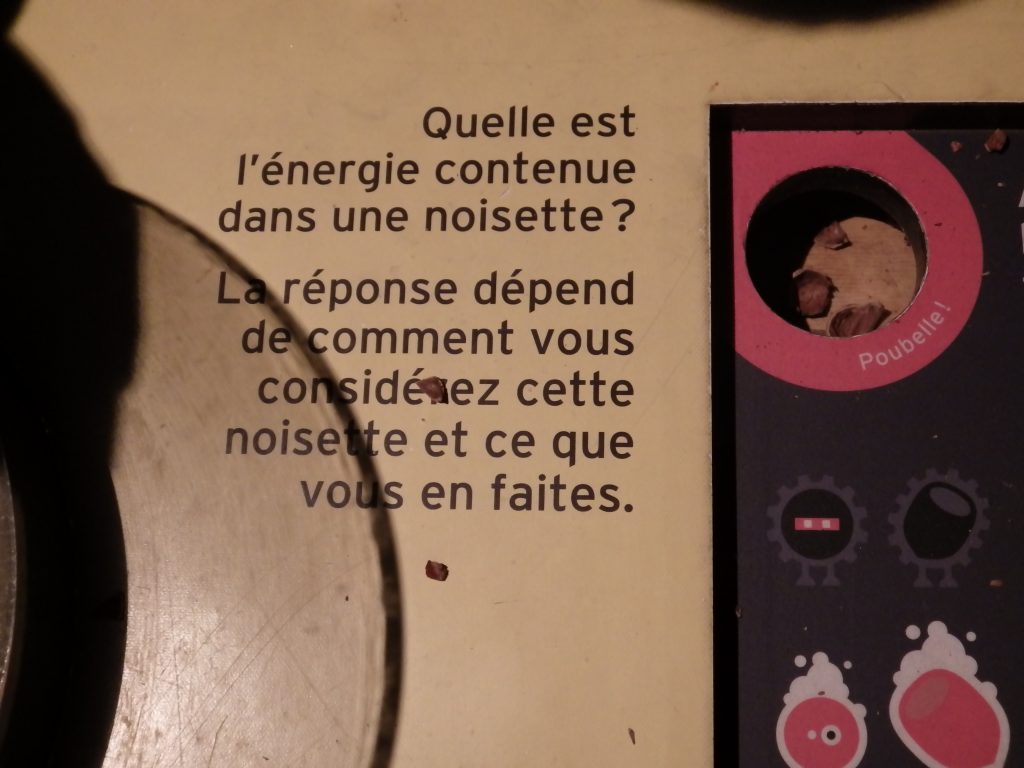 Quelle est
l'énergie contenue
dans une noisette ?
La réponse dépend
de comment vous
considérez cette
noisette et ce que
vous en faites.
Poubelle!